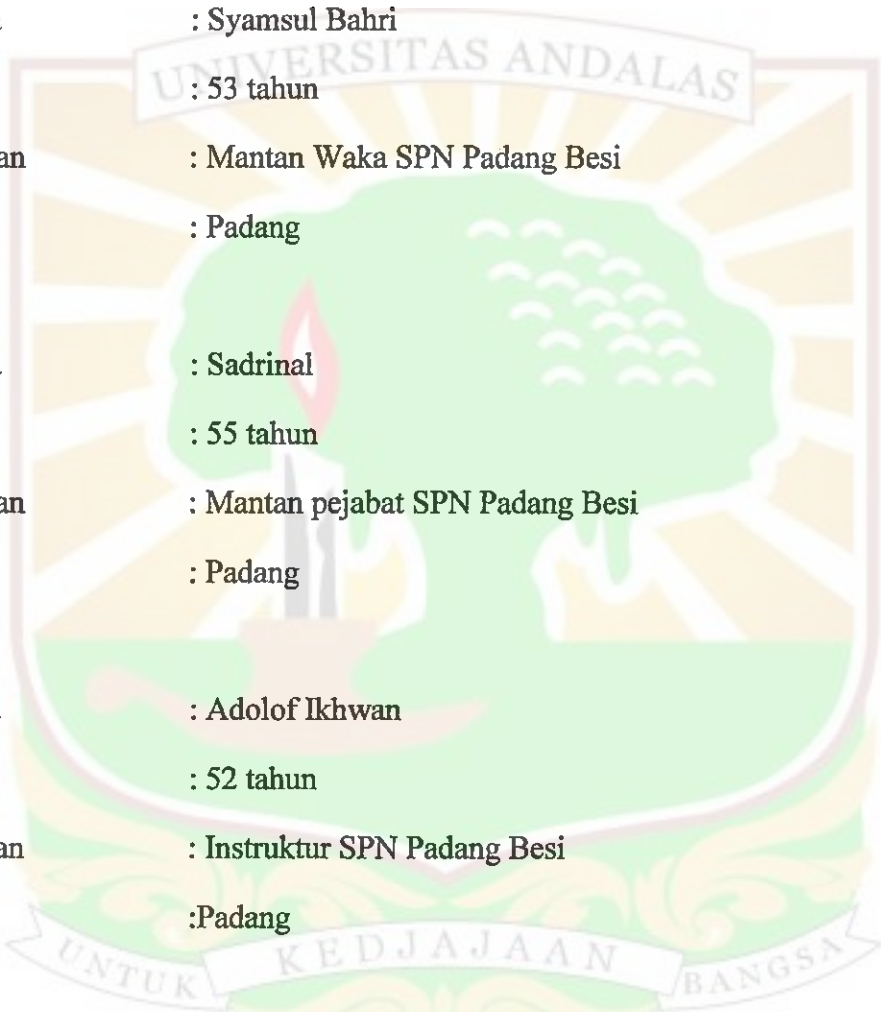 : Syamsul Bahri
: 53 tahun
an : Mantan Waka SPN Padang Besi
: Padang
: Sadrinal
: 55 tahun
an : Mantan pejabat SPN Padang Besi
: Padang
: Adolof Ikhwan
: 52 tahun
an : Instruktur SPN Padang Besi
:Padang
UNIVERSITAS ANDALAS
UNTUK KEDJAJAAN BANGSA